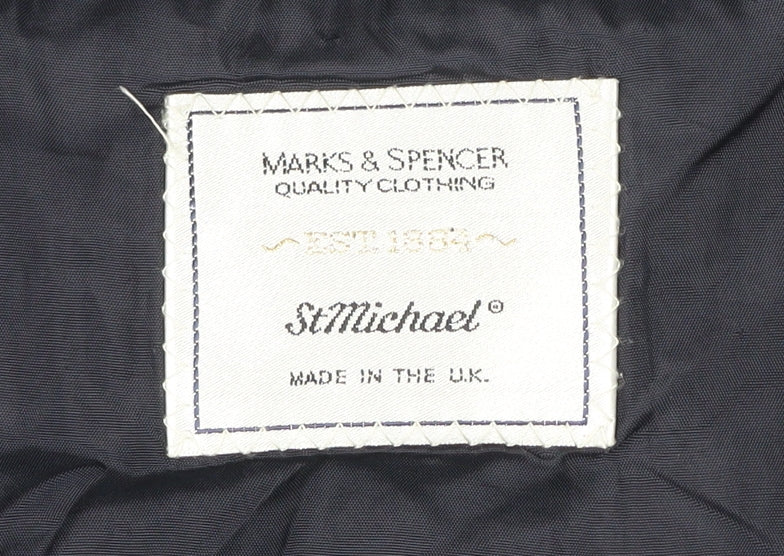 MARKS & SPENCER
QUALITY CLOTHING
~EST. 1884~
StMichael®
MADE IN THE U.K.